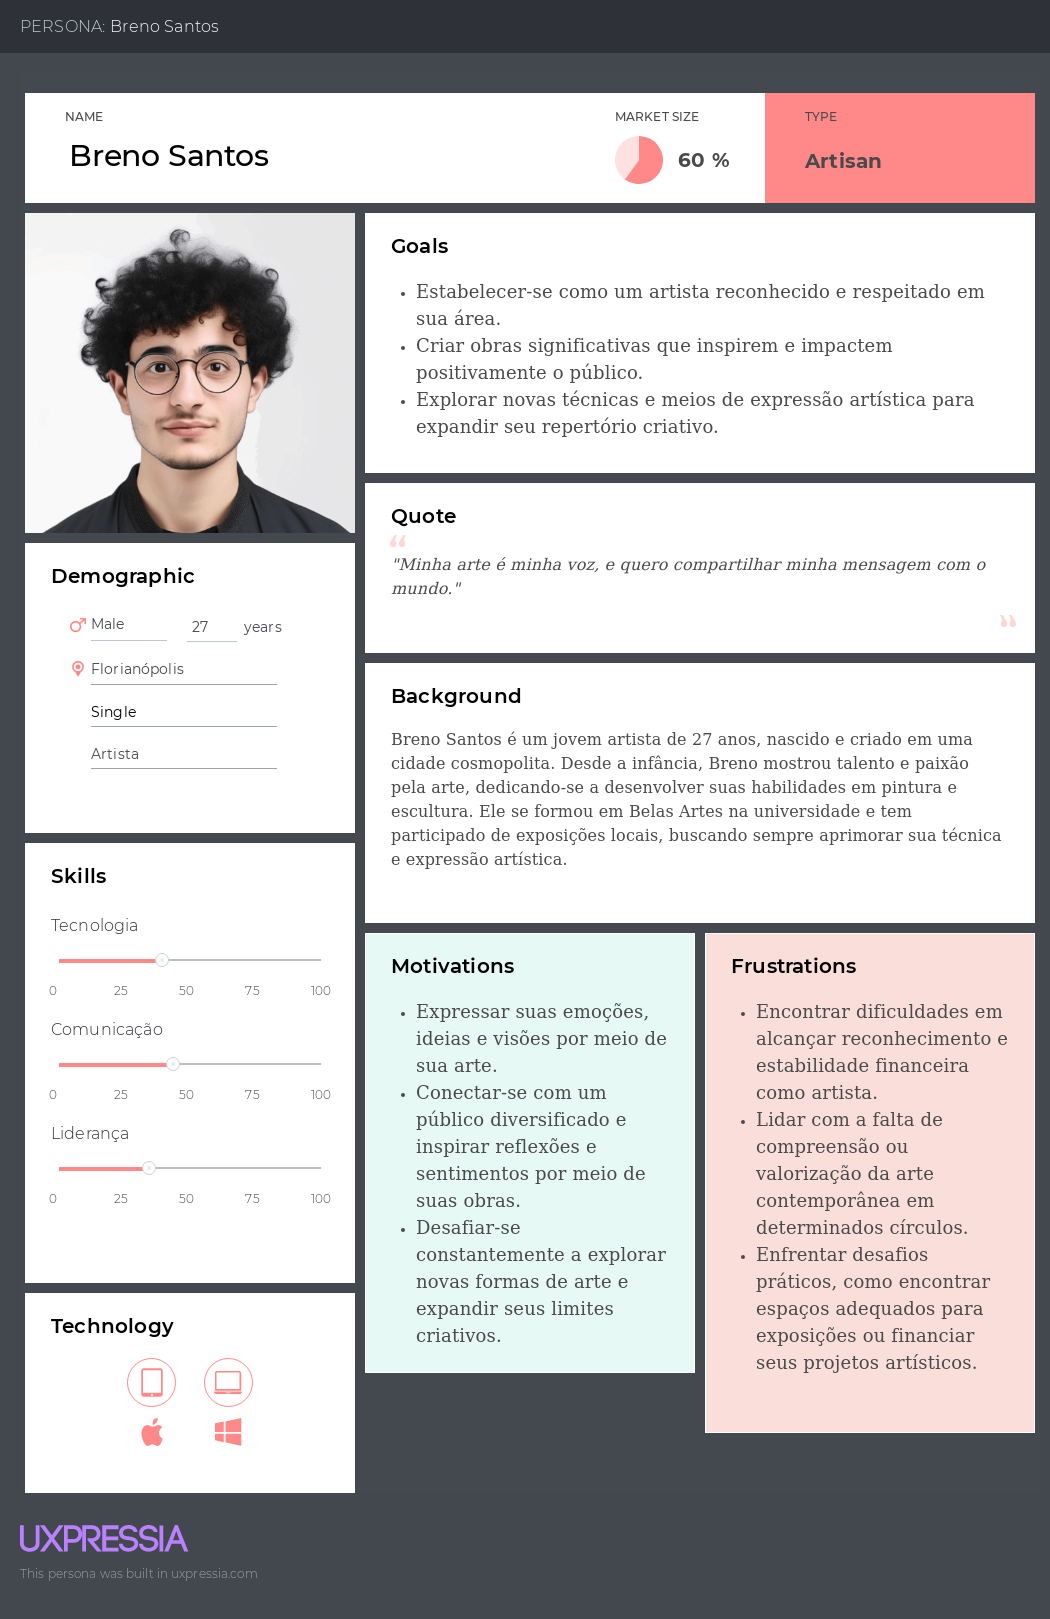 PERSONA: Breno Santos
NAME
Breno Santos
MARKET SIZE
60 %
TYPE
Artisan
Goals
• Estabelecer-se como um artista reconhecido e respeitado em
sua área.
• Criar obras significativas que inspirem e impactem
positivamente o público.
• Explorar novas técnicas e meios de expressão artística para
expandir seu repertório criativo.
Quote
“
"Minha arte é minha voz, e quero compartilhar minha mensagem com o
mundo."
”
Demographic
Male 27 years
Florianópolis
Single
Artista
Background
Breno Santos é um jovem artista de 27 anos, nascido e criado em uma
cidade cosmopolita. Desde a infância, Breno mostrou talento e paixão
pela arte, dedicando-se a desenvolver suas habilidades em pintura e
escultura. Ele se formou em Belas Artes na universidade e tem
participado de exposições locais, buscando sempre aprimorar sua técnica
e expressão artística.
Skills
Tecnologia
0 25 50 75 100
Comunicação
0 25 50 75 100
Liderança
0 25 50 75 100
Technology
Motivations
• Expressar suas emoções,
ideias e visões por meio de
sua arte.
• Conectar-se com um
público diversificado e
inspirar reflexões e
sentimentos por meio de
suas obras.
• Desafiar-se
constantemente a explorar
novas formas de arte e
expandir seus limites
criativos.
Frustrations
• Encontrar dificuldades em
alcançar reconhecimento e
estabilidade financeira
como artista.
• Lidar com a falta de
compreensão ou
valorização da arte
contemporânea em
determinados círculos.
• Enfrentar desafios
práticos, como encontrar
espaços adequados para
exposições ou financiar
seus projetos artísticos.
UXPRESSIA
This persona was built in uxpressia.com